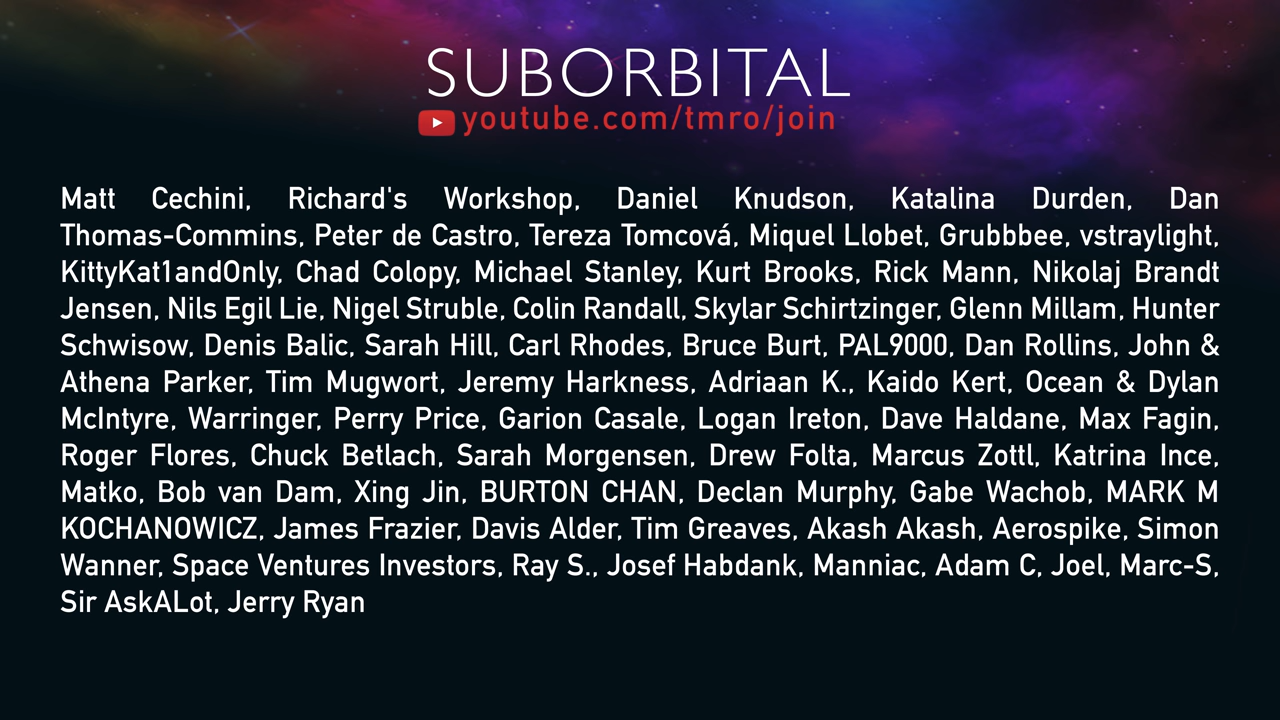 SUBORBITAL
youtube.com/tmro/join
Matt Cechini, Richard's Workshop, Daniel Knudson, Katalina Durden, Dan
Thomas-Commins, Peter de Castro, Tereza Tomcová, Miquel Llobet, Grubbbee, vstraylight,
KittyKat1andOnly, Chad Colopy, Michael Stanley, Kurt Brooks, Rick Mann, Nikolaj Brandt
Jensen, Nils Egil Lie, Nigel Struble, Colin Randall, Skylar Schirtzinger, Glenn Millam, Hunter
Schwisow, Denis Balic, Sarah Hill, Carl Rhodes, Bruce Burt, PAL9000, Dan Rollins, John &
Athena Parker, Tim Mugwort, Jeremy Harkness, Adriaan K., Kaido Kert, Ocean & Dylan
McIntyre, Warringer, Perry Price, Garion Casale, Logan Ireton, Dave Haldane, Max Fagin,
Roger Flores, Chuck Betlach, Sarah Morgensen, Drew Folta, Marcus Zottl, Katrina Ince,
Matko, Bob van Dam, Xing Jin, BURTON CHAN, Declan Murphy, Gabe Wachob, MARK M
KOCHANOWICZ, James Frazier, Davis Alder, Tim Greaves, Akash Akash, Aerospike, Simon
Wanner, Space Ventures Investors, Ray S., Josef Habdank, Manniac, Adam C, Joel, Marc-S,
Sir AskALot, Jerry Ryan